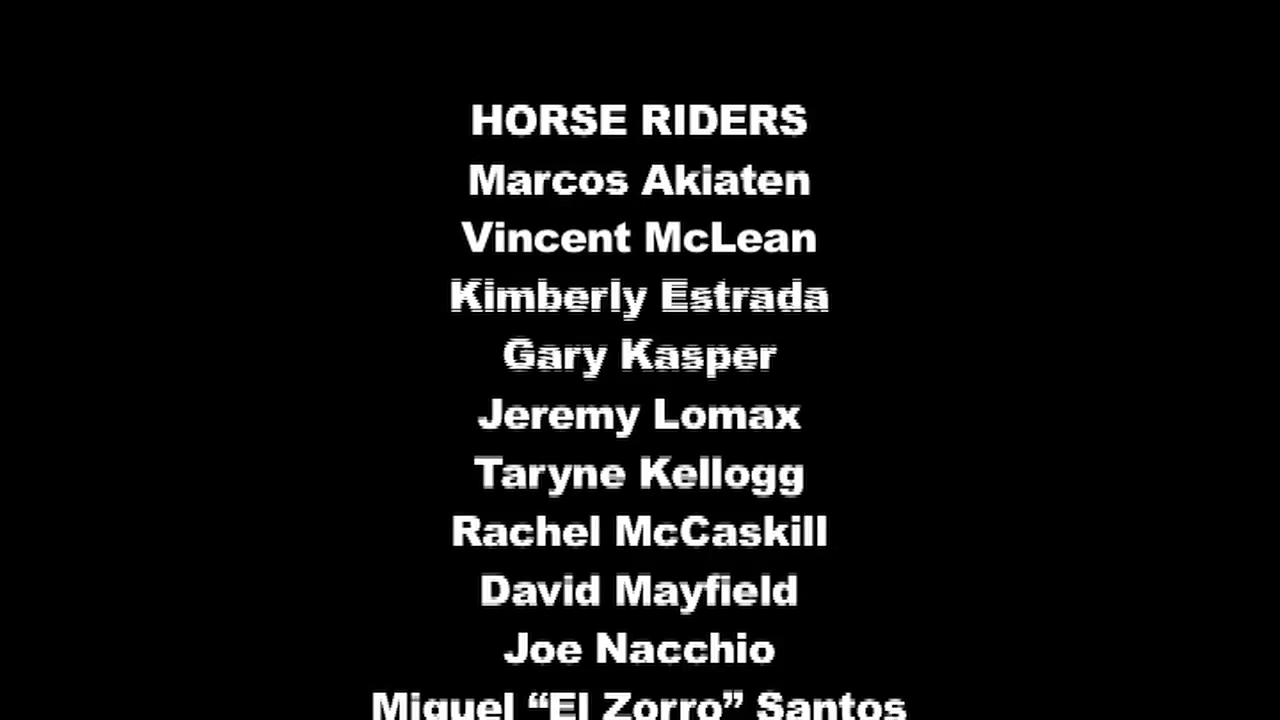 HORSE RIDERS
Marcos Akiaten
Vincent McLean
Kimberly Estrada
Gary Kasper
Jeremy Lomax
Taryne Kellogg
Rachel McCaskill
David Mayfield
Joe Nacchio
Miguel “El Zorro” Santos